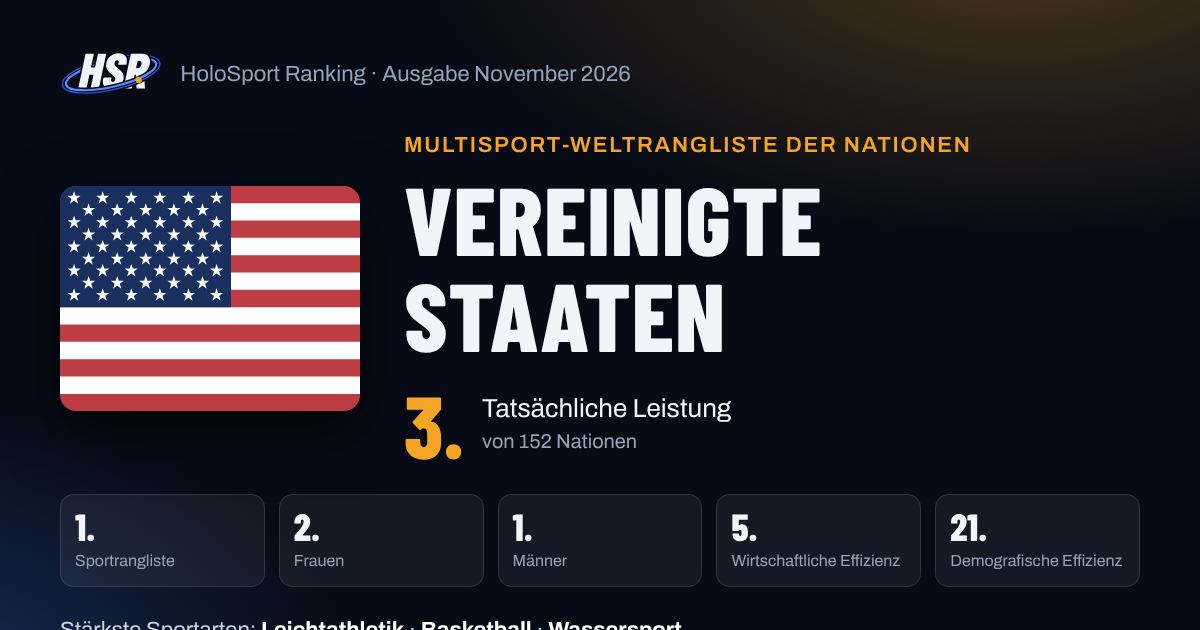 HSR HoloSport Ranking · Ausgabe November 2026
MULTISPORT-WELTRANGLISTE DER NATIONEN
VEREINIGTE
STAATEN
3. Tatsächliche Leistung
von 152 Nationen
1. 2. 1. 5. 21.
Sportrangliste Frauen Männer Wirtschaftliche Effizienz Demografische Effizienz
Stärkste Sportarten: Leichtathletik · Basketball · Wassersport